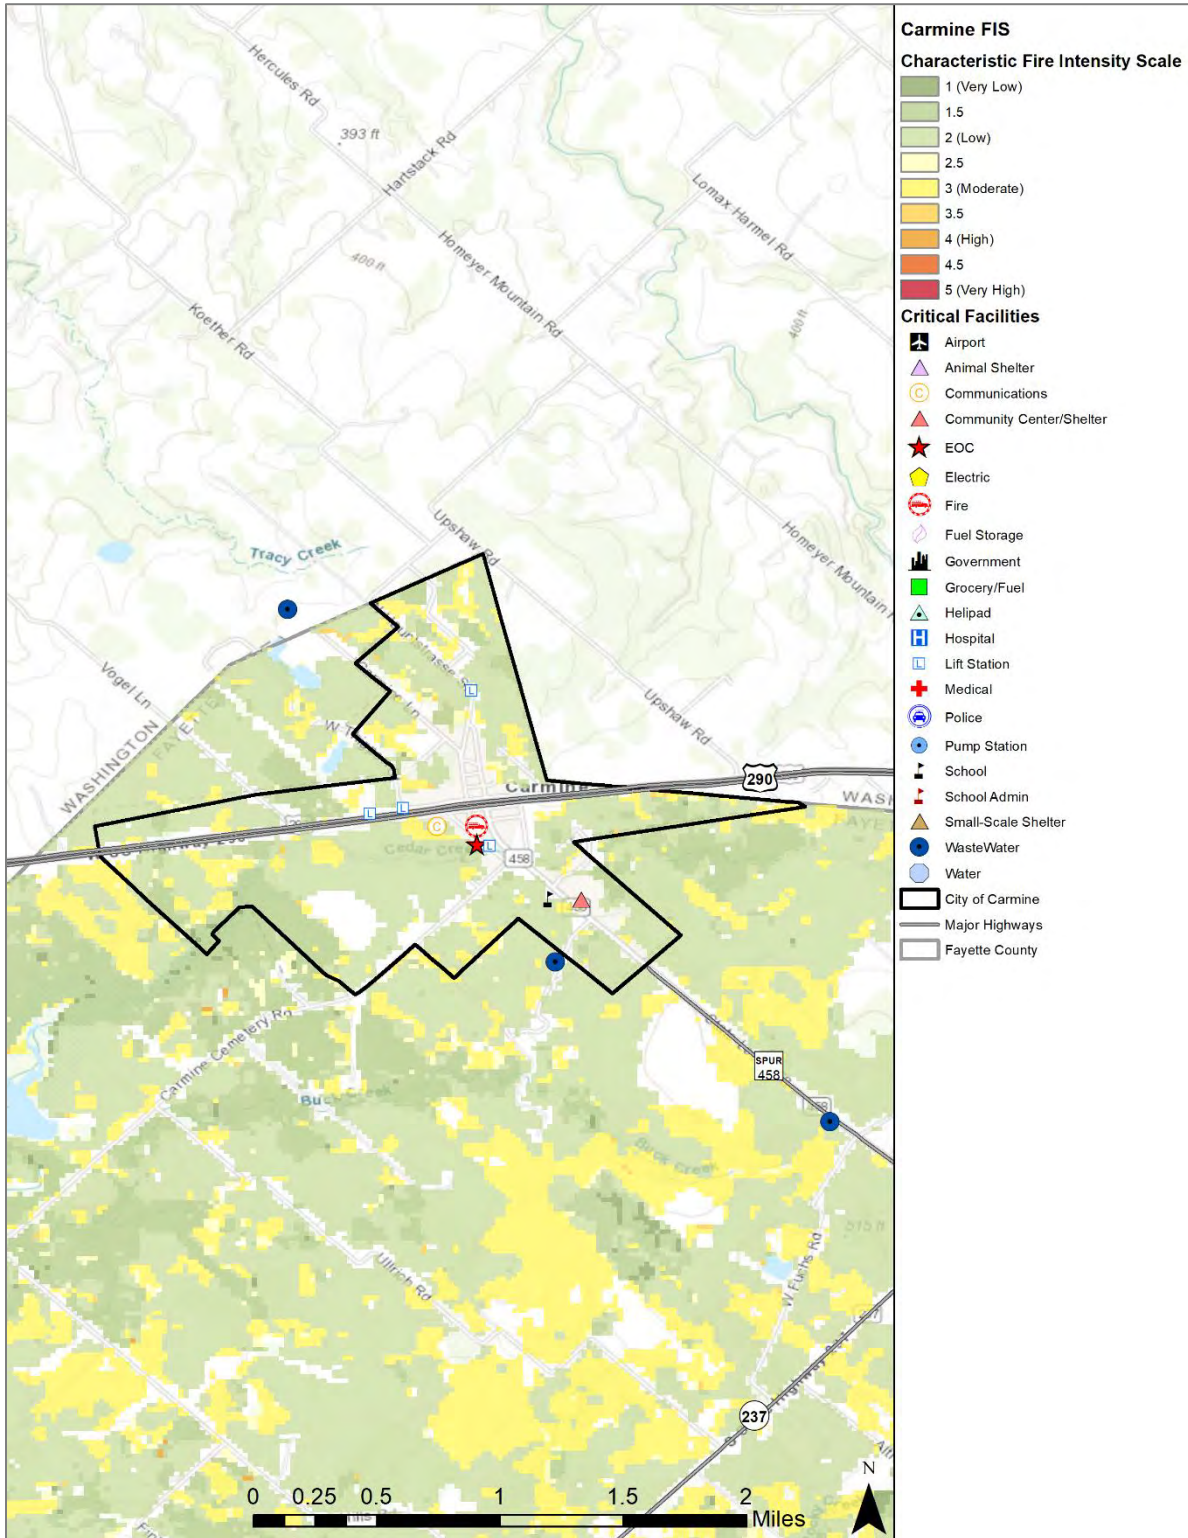 Carmine FIS
Characteristic Fire Intensity Scale
1 (Very Low)
1.5
2 (Low)
2.5
3 (Moderate)
3.5
4 (High)
4.5
5 (Very High)
Critical Facilities
Airport
Animal Shelter
C Communications
Community Center/Shelter
EOC
Electric
Fire
Fuel Storage
Government
Grocery/Fuel
Helipad
H Hospital
L Lift Station
Medical
Police
Pump Station
School
School Admin
Small-Scale Shelter
WasteWater
Water
City of Carmine
Major Highways
Fayette County
Hercules Rd
393 ft
Hartstack Rd
Lomax Harmel Rd
400 ft
Homeyer Mountain Rd
400 ft
Koether Rd
Upshaw Rd
Tracy Creek
Homeyer Mountain
Vogel Ln
WASHINGTON
FAYETTE
L
Upshaw Rd
290
Carmine
WASH
FAYE
L
L
C
Cedar Creek
L
458
Carmine Cemetery Rd
SPUR
458
Buck Creek
Buck Creek
515 ft
W Fuchs Rd
Ullrich Rd
237
0 0.25 0.5 1 1.5 2
Miles
N